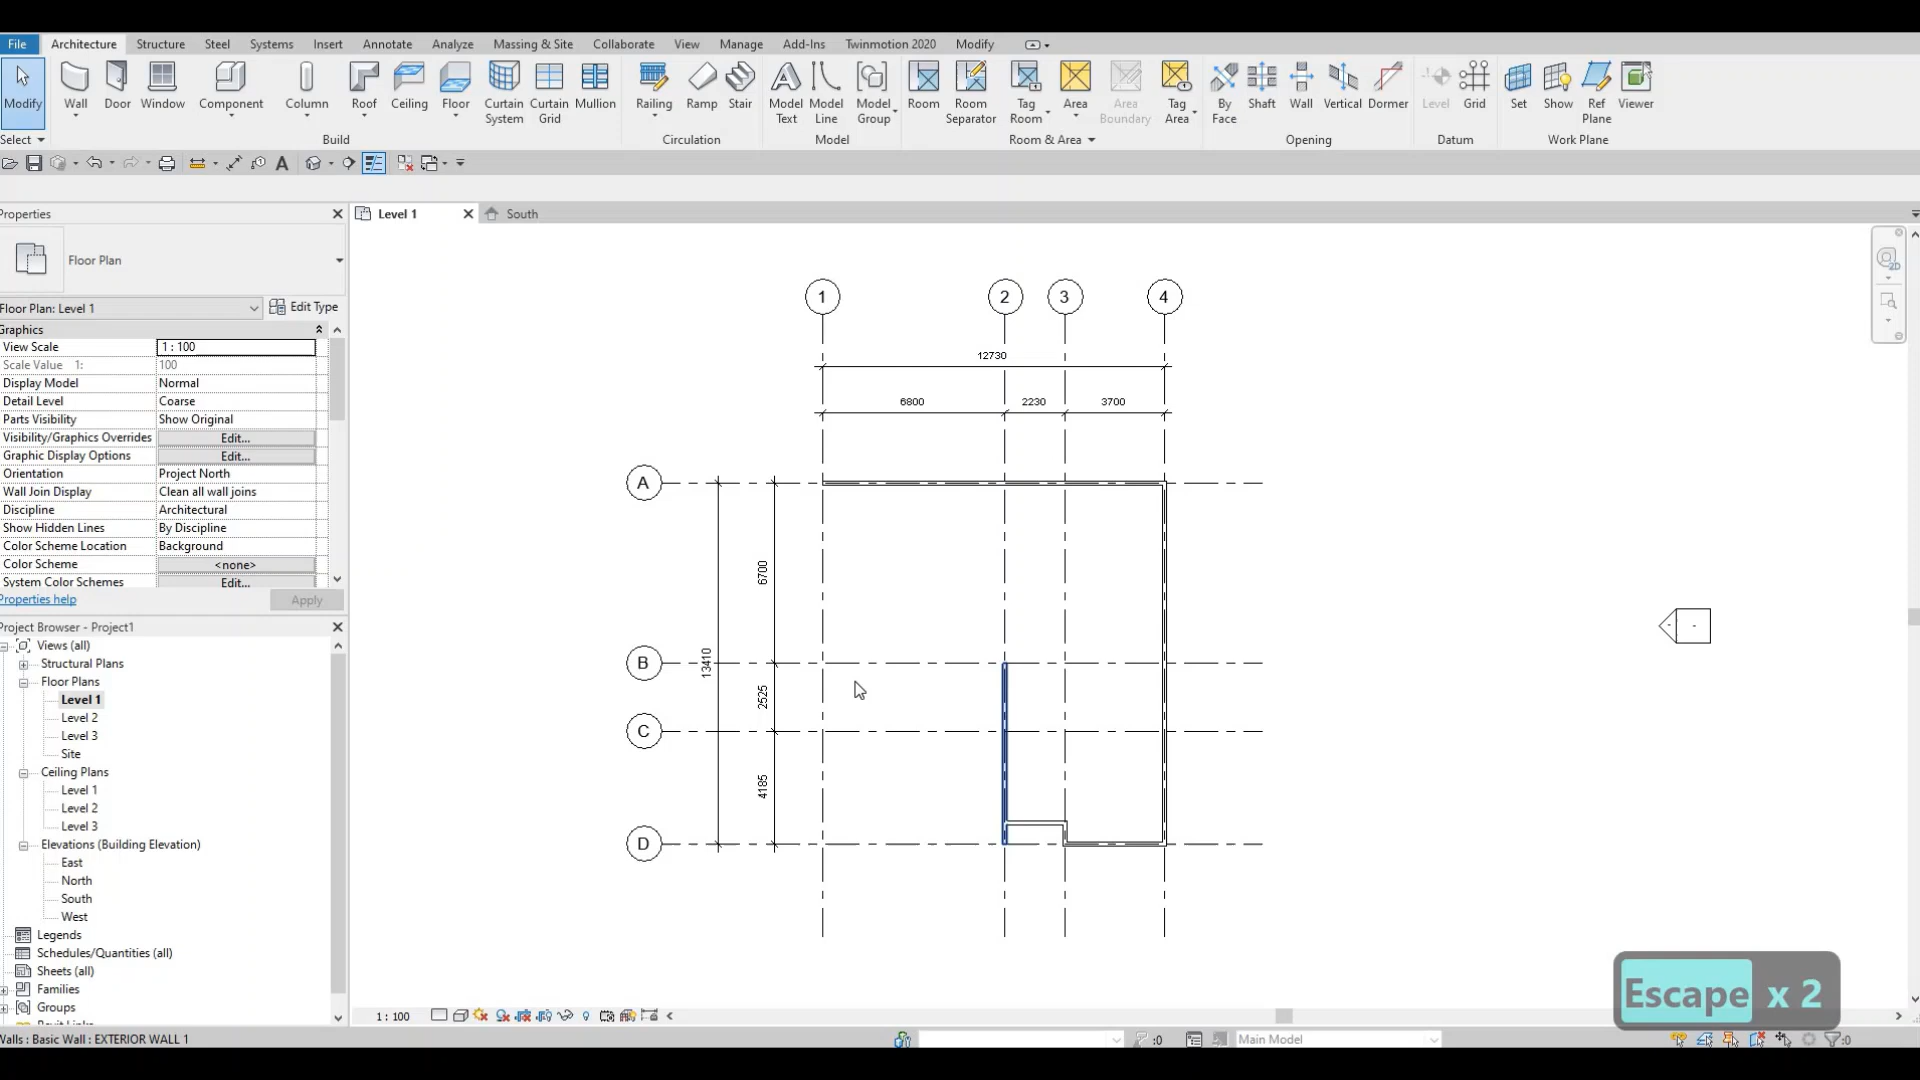 File Architecture Structure Steel Systems Insert Annotate Analyze Massing & Site Collaborate View Manage Add-Ins Twinmotion 2020 Modify
Modify Wall Door Window Component Column Roof Ceiling Floor Curtain System Curtain Grid Mullion Railing Ramp Stair Model Text Model Line Model Group Room Room Separator Tag Room Area Area Boundary Tag Area By Face Shaft Wall Vertical Dormer Level Grid Set Show Ref Plane Viewer
Select Build Circulation Model Room & Area Opening Datum Work Plane
Properties
Level 1 South
Floor Plan
Floor Plan: Level 1 Edit Type
Graphics
View Scale 1 : 100
Scale Value 1: 100
Display Model Normal
Detail Level Coarse
Parts Visibility Show Original
Visibility/Graphics Overrides Edit...
Graphic Display Options Edit...
Orientation Project North
Wall Join Display Clean all wall joins
Discipline Architectural
Show Hidden Lines By Discipline
Color Scheme Location Background
Color Scheme <none>
System Color Schemes Edit...
Properties help Apply
Project Browser - Project1
Views (all)
Structural Plans
Floor Plans
Level 1
Level 2
Level 3
Site
Ceiling Plans
Level 1
Level 2
Level 3
Elevations (Building Elevation)
East
North
South
West
Legends
Schedules/Quantities (all)
Sheets (all)
Families
Groups
1 2 3 4
12730
6800 2230 3700
A
6700
B
13410
2525
C
4185
D
Escape x 2
1 : 100
Walls : Basic Wall : EXTERIOR WALL 1
:0
Main Model
:0